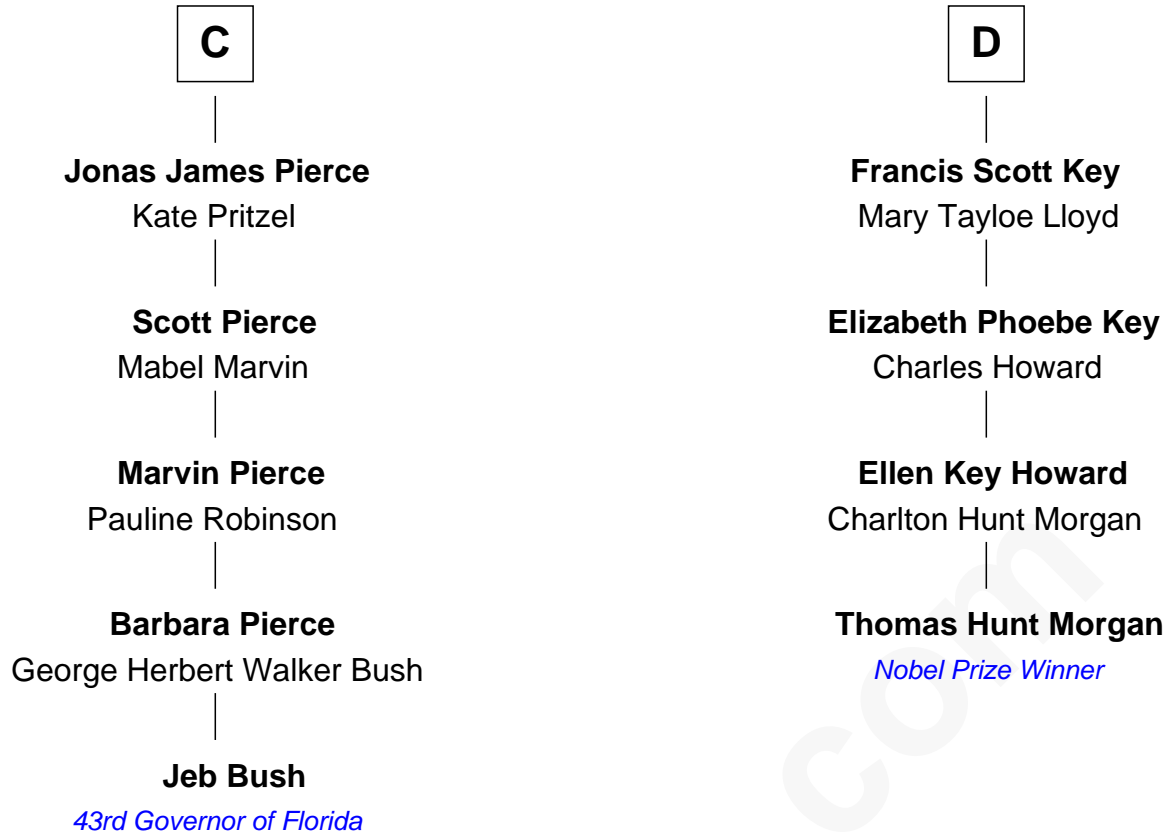 C
Jonas James Pierce
Kate Pritzel
Scott Pierce
Mabel Marvin
Marvin Pierce
Pauline Robinson
Barbara Pierce
George Herbert Walker Bush
Jeb Bush
43rd Governor of Florida
D
Francis Scott Key
Mary Tayloe Lloyd
Elizabeth Phoebe Key
Charles Howard
Ellen Key Howard
Charlton Hunt Morgan
Thomas Hunt Morgan
Nobel Prize Winner
com